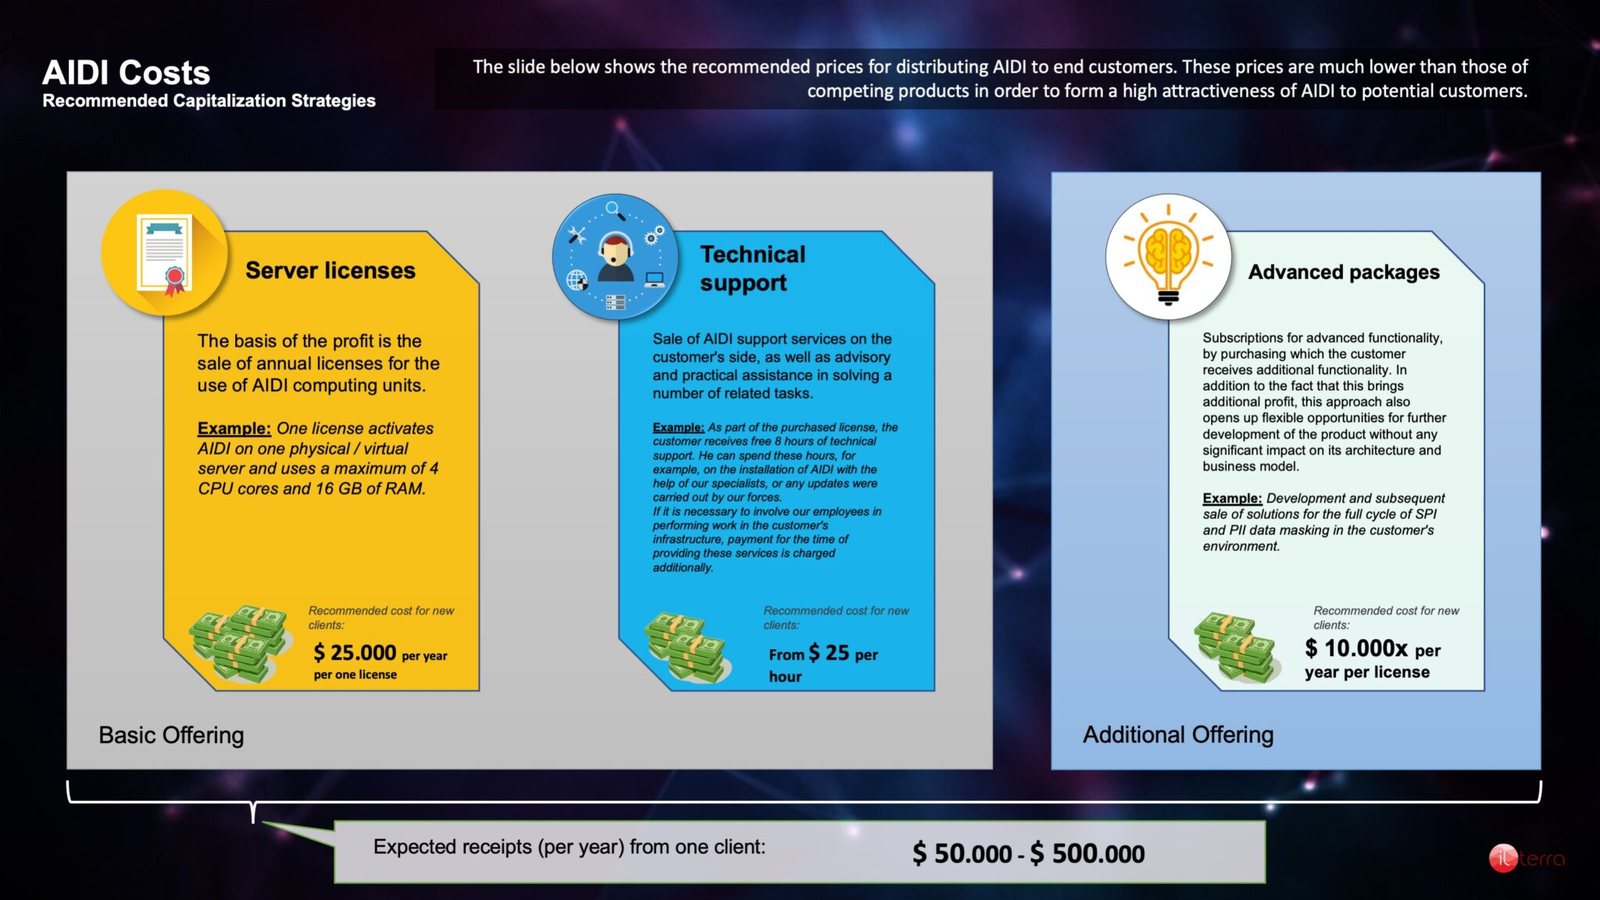 AIDI Costs
Recommended Capitalization Strategies
The slide below shows the recommended prices for distributing AIDI to end customers. These prices are much lower than those of
competing products in order to form a high attractiveness of AIDI to potential customers.
Server licenses
The basis of the profit is the
sale of annual licenses for the
use of AIDI computing units.
Example: One license activates
AIDI on one physical / virtual
server and uses a maximum of 4
CPU cores and 16 GB of RAM.
Recommended cost for new
clients:
$ 25.000 per year
per one license
Technical
support
Sale of AIDI support services on the
customer's side, as well as advisory
and practical assistance in solving a
number of related tasks.
Example: As part of the purchased license, the
customer receives free 8 hours of technical
support. He can spend these hours, for
example, on the installation of AIDI with the
help of our specialists, or any updates were
carried out by our forces.
If it is necessary to involve our employees in
performing work in the customer's
infrastructure, payment for the time of
providing these services is charged
additionally.
Recommended cost for new
clients:
From $ 25 per
hour
Basic Offering
Advanced packages
Subscriptions for advanced functionality,
by purchasing which the customer
receives additional functionality. In
addition to the fact that this brings
additional profit, this approach also
opens up flexible opportunities for further
development of the product without any
significant impact on its architecture and
business model.
Example: Development and subsequent
sale of solutions for the full cycle of SPI
and PII data masking in the customer's
environment.
Recommended cost for new
clients:
$ 10.000x per
year per license
Additional Offering
Expected receipts (per year) from one client:
$ 50.000 - $ 500.000
it terra